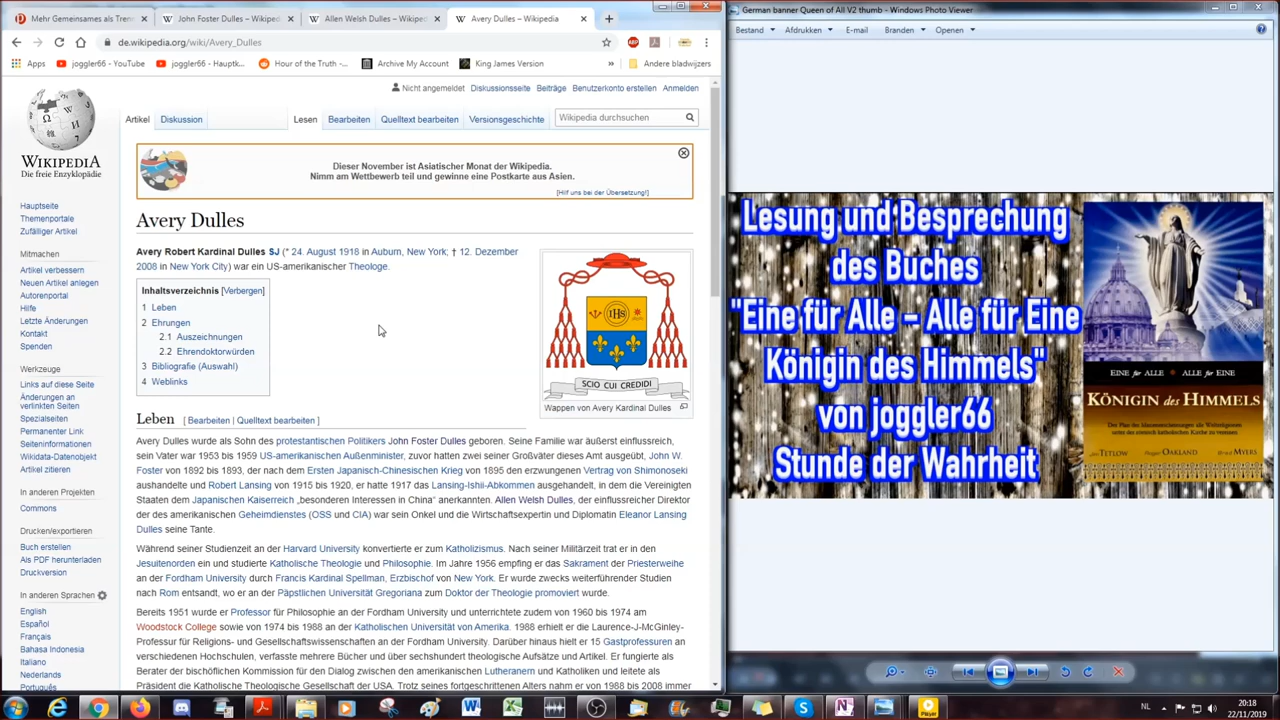 Mehr Gemeinsames als Tren
John Foster Dulles – Wikiped
Allen Welsh Dulles – Wikiped
Avery Dulles – Wikipedia
German banner Queen of All V2 thumb - Windows Photo Viewer
Bestand
Afdrukken
E-mail
Branden
Openen
de.wikipedia.org/wiki/Avery_Dulles
ABP
Apps
joggler66 - YouTube
joggler66 - Hauptk...
Hour of the Truth -...
Archive My Account
King James Version
»
Andere bladwijzers
Nicht angemeldet Diskussionsseite Beiträge Benutzerkonto erstellen Anmelden
Artikel Diskussion
Lesen Bearbeiten Quelltext bearbeiten Versionsgeschichte
Wikipedia durchsuchen
WIKIPEDIA
Die freie Enzyklopädie
Hauptseite
Themenportale
Zufälliger Artikel
Mitmachen
Artikel verbessern
Neuen Artikel anlegen
Autorenportal
Hilfe
Letzte Änderungen
Kontakt
Spenden
Werkzeuge
Links auf diese Seite
Änderungen an
verlinkten Seiten
Spezialseiten
Permanenter Link
Seiteninformationen
Wikidata-Datenobjekt
Artikel zitieren
In anderen Projekten
Commons
Drucken/exportieren
Buch erstellen
Als PDF herunterladen
Druckversion
In anderen Sprachen
English
Español
Français
Bahasa Indonesia
Italiano
Nederlands
Português
Dieser November ist Asiatischer Monat der Wikipedia.
Nimm am Wettbewerb teil und gewinne eine Postkarte aus Asien.
[Hilf uns bei der Übersetzung!]
Avery Dulles
Avery Robert Kardinal Dulles SJ (* 24. August 1918 in Auburn, New York; † 12. Dezember
2008 in New York City) war ein US-amerikanischer Theologe.
Inhaltsverzeichnis [Verbergen]
1 Leben
2 Ehrungen
2.1 Auszeichnungen
2.2 Ehrendoktorwürden
3 Bibliografie (Auswahl)
4 Weblinks
IHS
SCIO CUI CREDIDI
Wappen von Avery Kardinal Dulles
Leben [ Bearbeiten | Quelltext bearbeiten ]
Avery Dulles wurde als Sohn des protestantischen Politikers John Foster Dulles geboren. Seine Familie war äußerst einflussreich,
sein Vater war 1953 bis 1959 US-amerikanischen Außenminister, zuvor hatten zwei seiner Großväter dieses Amt ausgeübt, John W.
Foster von 1892 bis 1893, der nach dem Ersten Japanisch-Chinesischen Krieg von 1895 den erzwungenen Vertrag von Shimonoseki
aushandelte und Robert Lansing von 1915 bis 1920, er hatte 1917 das Lansing-Ishii-Abkommen ausgehandelt, in dem die Vereinigten
Staaten dem Japanischen Kaiserreich „besonderen Interessen in China“ anerkannten. Allen Welsh Dulles, der einflussreicher Direktor
der des amerikanischen Geheimdienstes (OSS und CIA) war sein Onkel und die Wirtschaftsexpertin und Diplomatin Eleanor Lansing
Dulles seine Tante.
Während seiner Studienzeit an der Harvard University konvertierte er zum Katholizismus. Nach seiner Militärzeit trat er in den
Jesuitenorden ein und studierte Katholische Theologie und Philosophie. Im Jahre 1956 empfing er das Sakrament der Priesterweihe
an der Fordham University durch Francis Kardinal Spellman, Erzbischof von New York. Er wurde zwecks weiterführender Studien
nach Rom entsandt, wo er an der Päpstlichen Universität Gregoriana zum Doktor der Theologie promoviert wurde.
Bereits 1951 wurde er Professor für Philosophie an der Fordham University und unterrichtete zudem von 1960 bis 1974 am
Woodstock College sowie von 1974 bis 1988 an der Katholischen Universität von Amerika. 1988 erhielt er die Laurence-J-McGinley-
Professur für Religions- und Gesellschaftswissenschaften an der Fordham University. Darüber hinaus hielt er 15 Gastprofessuren an
verschiedenen Hochschulen, verfasste mehrere Bücher und über sechshundert theologische Aufsätze und Artikel. Er fungierte als
Berater der bischöflichen Kommission für den Dialog zwischen den amerikanischen Lutheranern und Katholiken und leitete als
Präsident die Katholische Theologische Gesellschaft der USA. Trotz seines fortgeschrittenen Alters nahm er von 1988 bis 2008 immer
Lesung und Besprechung
des Buches
"Eine für Alle – Alle für Eine
Königin des Himmels"
von joggler66
Stunde der Wahrheit
EINE für ALLE ALLE für EINE
KÖNIGIN des HIMMELS
TETLOW
OAKLAND
MYERS
Player
NL
20:18
22/11/2019